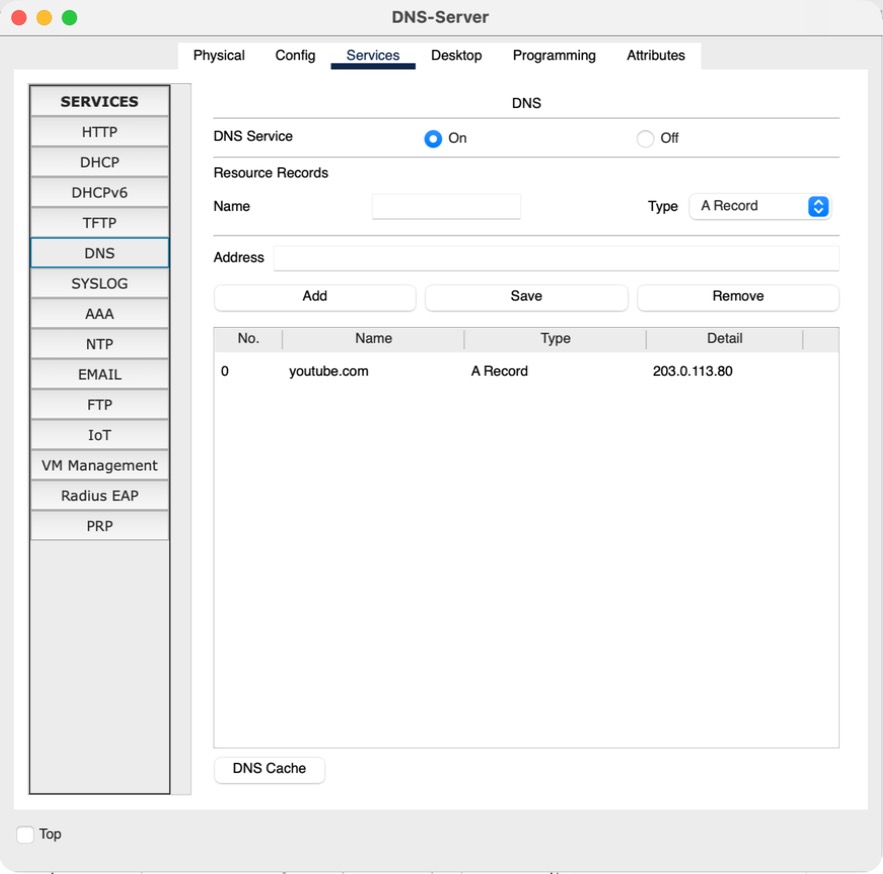 DNS-Server
Physical Config Services Desktop Programming Attributes
SERVICES
HTTP
DHCP
DHCPv6
TFTP
DNS
SYSLOG
AAA
NTP
EMAIL
FTP
IoT
VM Management
Radius EAP
PRP
DNS
DNS Service On Off
Resource Records
Name Type A Record
Address
Add Save Remove
No. Name Type Detail
0 youtube.com A Record 203.0.113.80
DNS Cache
Top